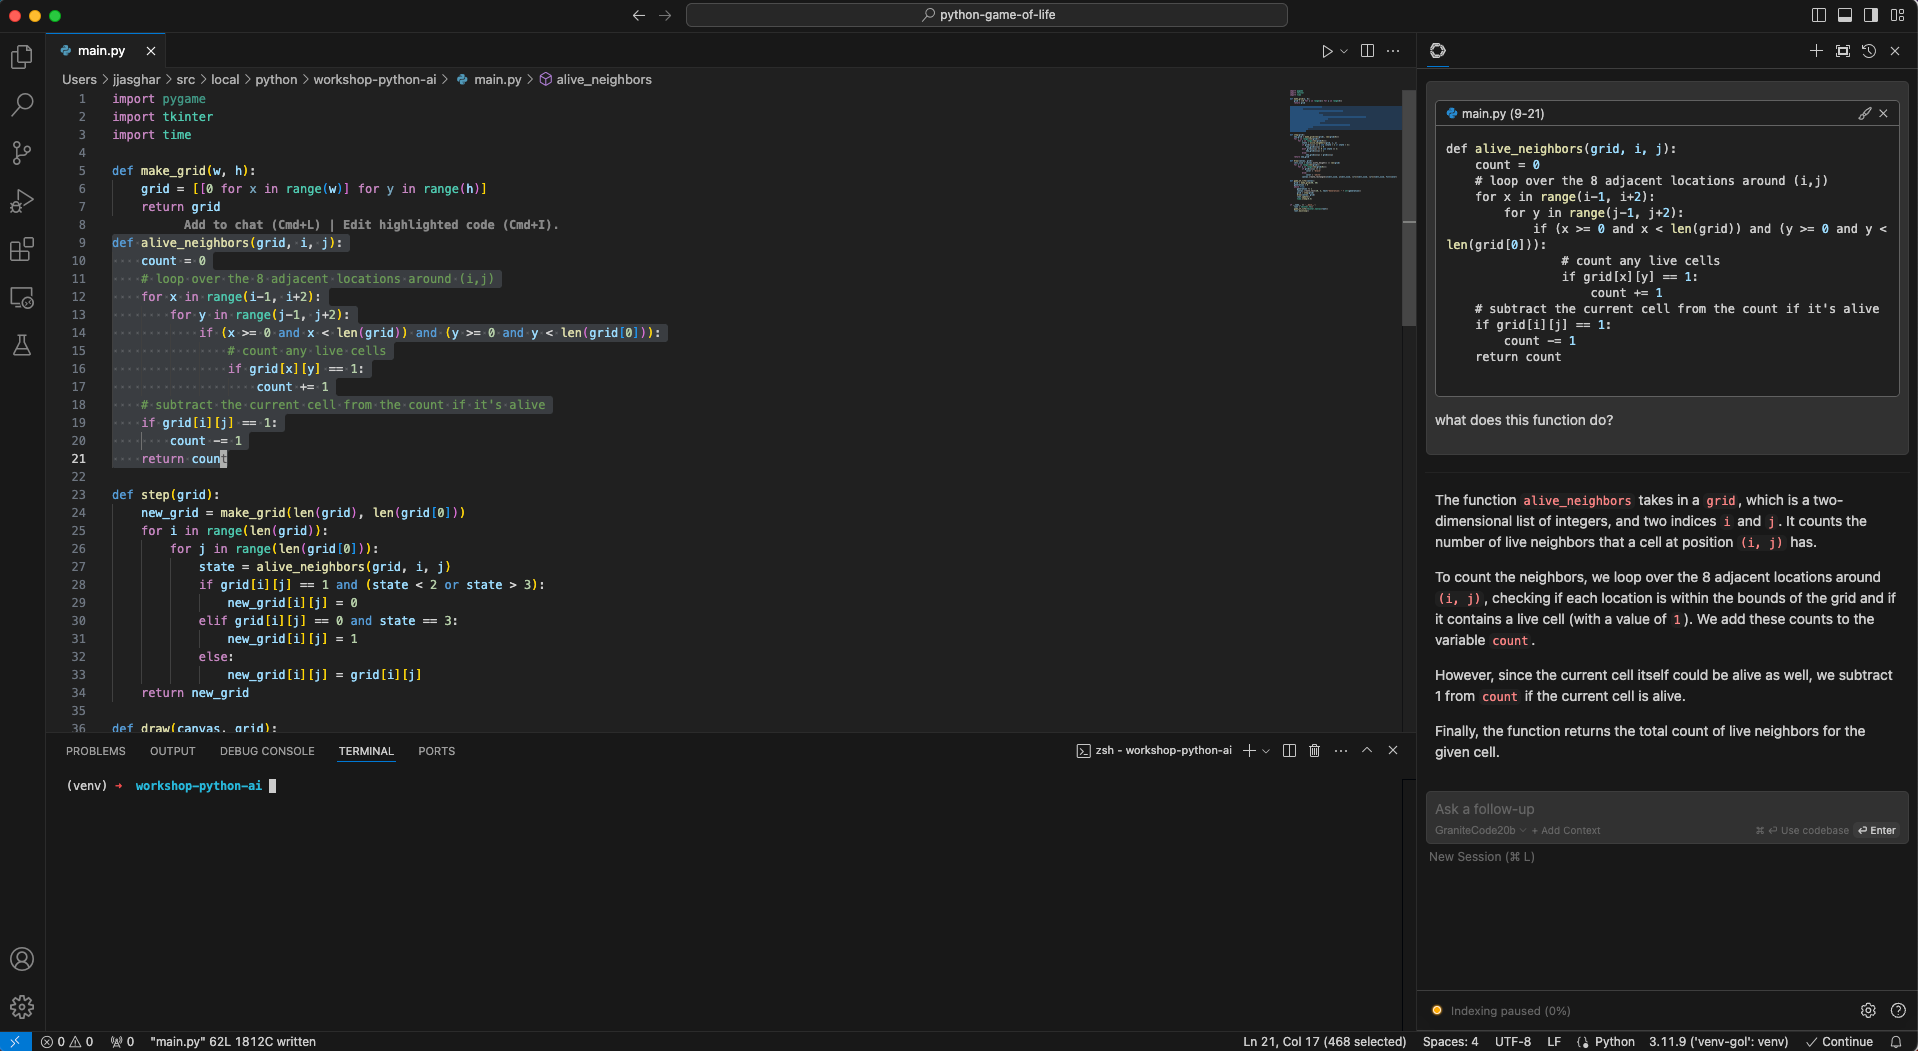 python-game-of-life
main.py
Users > jjasghar > src > local > python > workshop-python-ai > main.py > alive_neighbors
1 import pygame
2 import tkinter
3 import time
4
5 def make_grid(w, h):
6 grid = [[0 for x in range(w)] for y in range(h)]
7 return grid
8 Add to chat (Cmd+L) | Edit highlighted code (Cmd+I).
9 def alive_neighbors(grid, i, j):
10 count = 0
11 # loop over the 8 adjacent locations around (i,j)
12 for x in range(i-1, i+2):
13 for y in range(j-1, j+2):
14 if (x >= 0 and x < len(grid)) and (y >= 0 and y < len(grid[0])):
15 # count any live cells
16 if grid[x][y] == 1:
17 count += 1
18 # subtract the current cell from the count if it's alive
19 if grid[i][j] == 1:
20 count -= 1
21 return count
22
23 def step(grid):
24 new_grid = make_grid(len(grid), len(grid[0]))
25 for i in range(len(grid)):
26 for j in range(len(grid[0])):
27 state = alive_neighbors(grid, i, j)
28 if grid[i][j] == 1 and (state < 2 or state > 3):
29 new_grid[i][j] = 0
30 elif grid[i][j] == 0 and state == 3:
31 new_grid[i][j] = 1
32 else:
33 new_grid[i][j] = grid[i][j]
34 return new_grid
35
36 def draw(canvas, grid):
PROBLEMS OUTPUT DEBUG CONSOLE TERMINAL PORTS
zsh - workshop-python-ai
(venv) → workshop-python-ai
main.py (9-21)
def alive_neighbors(grid, i, j):
count = 0
# loop over the 8 adjacent locations around (i,j)
for x in range(i-1, i+2):
for y in range(j-1, j+2):
if (x >= 0 and x < len(grid)) and (y >= 0 and y <
len(grid[0])):
# count any live cells
if grid[x][y] == 1:
count += 1
# subtract the current cell from the count if it's alive
if grid[i][j] == 1:
count -= 1
return count
what does this function do?
The function alive_neighbors takes in a grid, which is a two-
dimensional list of integers, and two indices i and j. It counts the
number of live neighbors that a cell at position (i, j) has.
To count the neighbors, we loop over the 8 adjacent locations around
(i, j), checking if each location is within the bounds of the grid and if
it contains a live cell (with a value of 1). We add these counts to the
variable count.
However, since the current cell itself could be alive as well, we subtract
1 from count if the current cell is alive.
Finally, the function returns the total count of live neighbors for the
given cell.
Ask a follow-up
GraniteCode20b + Add Context ⌘ ⏎ Use codebase ⏎ Enter
New Session (⌘ L)
Indexing paused (0%)
0 0 0 "main.py" 62L 1812C written
Ln 21, Col 17 (468 selected) Spaces: 4 UTF-8 LF Python 3.11.9 ('venv-gol': venv) Continue